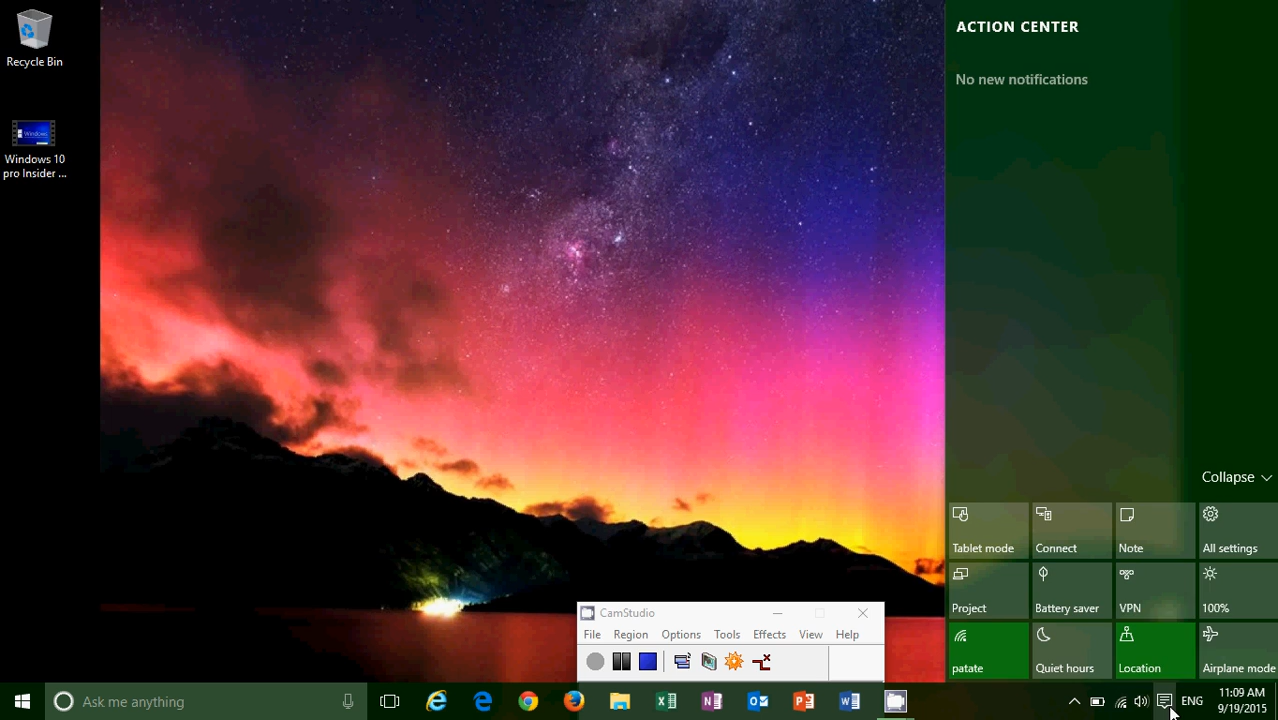 Recycle Bin
Windows
Windows 10
pro Insider ...
ACTION CENTER
No new notifications
Collapse
Tablet mode
Connect
Note
All settings
Project
Battery saver
VPN
100%
patate
Quiet hours
Location
Airplane mode
CamStudio
File Region Options Tools Effects View Help
Ask me anything
ENG
11:09 AM
9/19/2015